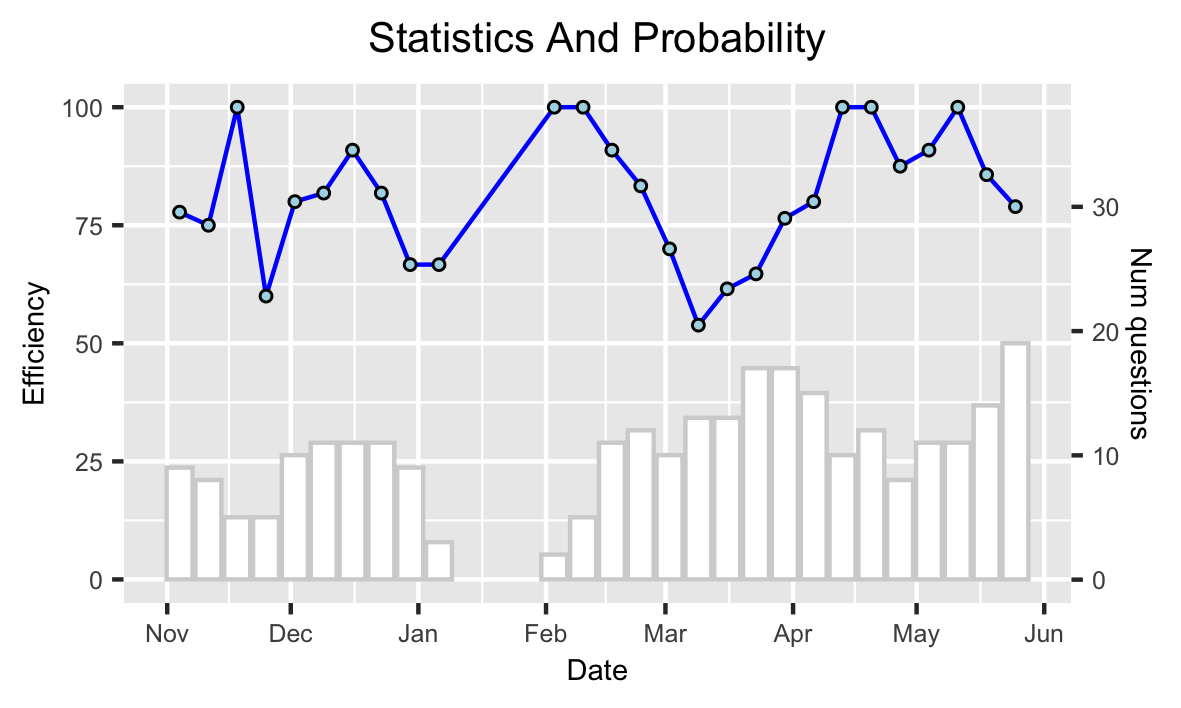 Statistics And Probability
100
75
50
25
0
Efficiency
30
20
10
0
Num questions
Nov Dec Jan Feb Mar Apr May Jun
Date